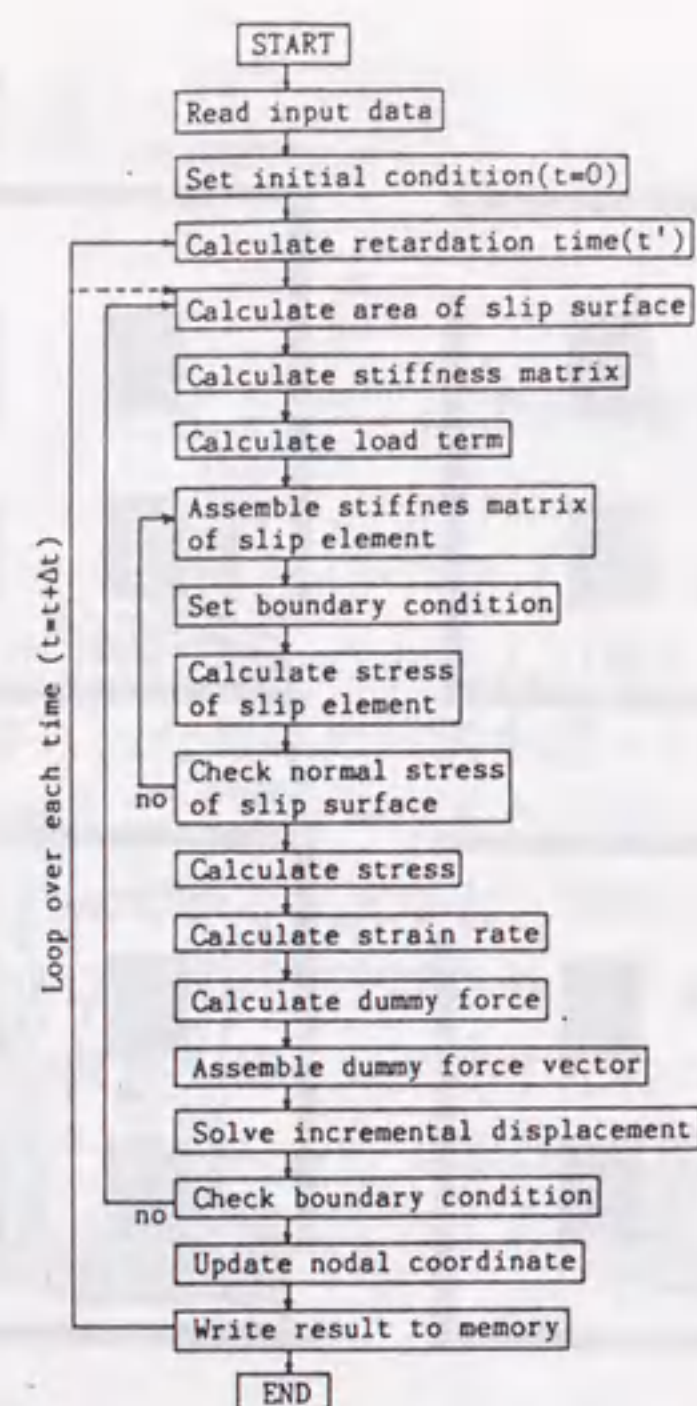 START
Read input data
Set initial condition(t=0)
Calculate retardation time(t')
Calculate area of slip surface
Calculate stiffness matrix
Calculate load term
Assemble stiffnes matrix
of slip element
Set boundary condition
Calculate stress
of slip element
Check normal stress
of slip surface
no
Calculate stress
Calculate strain rate
Calculate dummy force
Assemble dummy force vector
Solve incremental displacement
Check boundary condition
no
Update nodal coordinate
Write result to memory
END
Loop over each time (t=t+Δt)